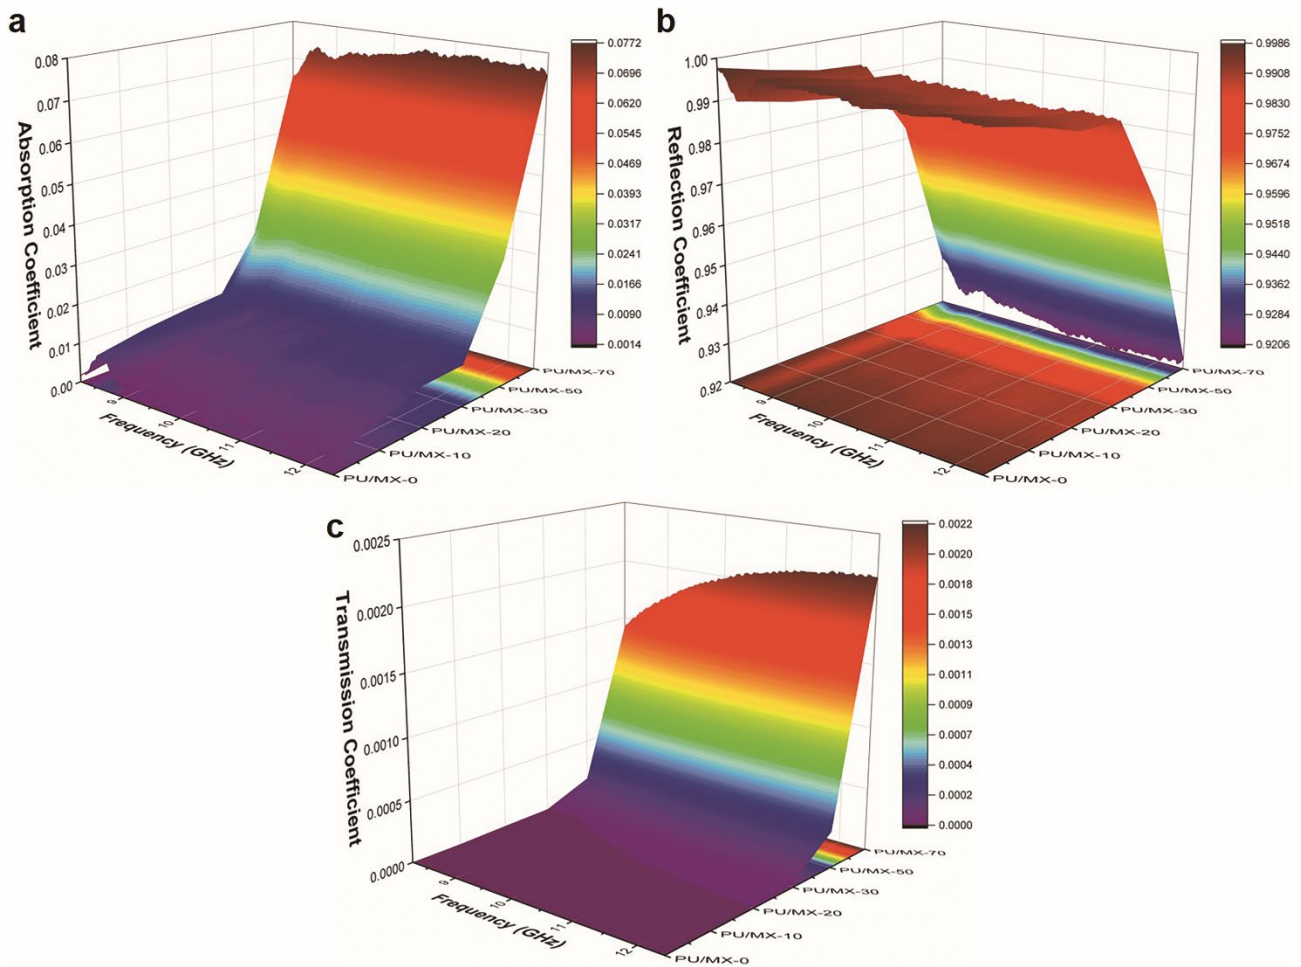 a
0.08
0.07
0.06
0.05
0.04
0.03
0.02
0.01
0.00
Absorption Coefficient
9
10
11
12
Frequency (GHz)
PU/MX-70
PU/MX-50
PU/MX-30
PU/MX-20
PU/MX-10
PU/MX-0
0.0772
0.0696
0.0620
0.0545
0.0469
0.0393
0.0317
0.0241
0.0166
0.0090
0.0014
b
1.00
0.99
0.98
0.97
0.96
0.95
0.94
0.93
0.92
Reflection Coefficient
9
10
11
12
Frequency (GHz)
PU/MX-70
PU/MX-50
PU/MX-30
PU/MX-20
PU/MX-10
PU/MX-0
0.9986
0.9908
0.9830
0.9752
0.9674
0.9596
0.9518
0.9440
0.9362
0.9284
0.9206
c
0.0025
0.0020
0.0015
0.0010
0.0005
0.0000
Transmission Coefficient
9
10
11
12
Frequency (GHz)
PU/MX-70
PU/MX-50
PU/MX-30
PU/MX-20
PU/MX-10
PU/MX-0
0.0022
0.0020
0.0018
0.0015
0.0013
0.0011
0.0009
0.0007
0.0004
0.0002
0.0000